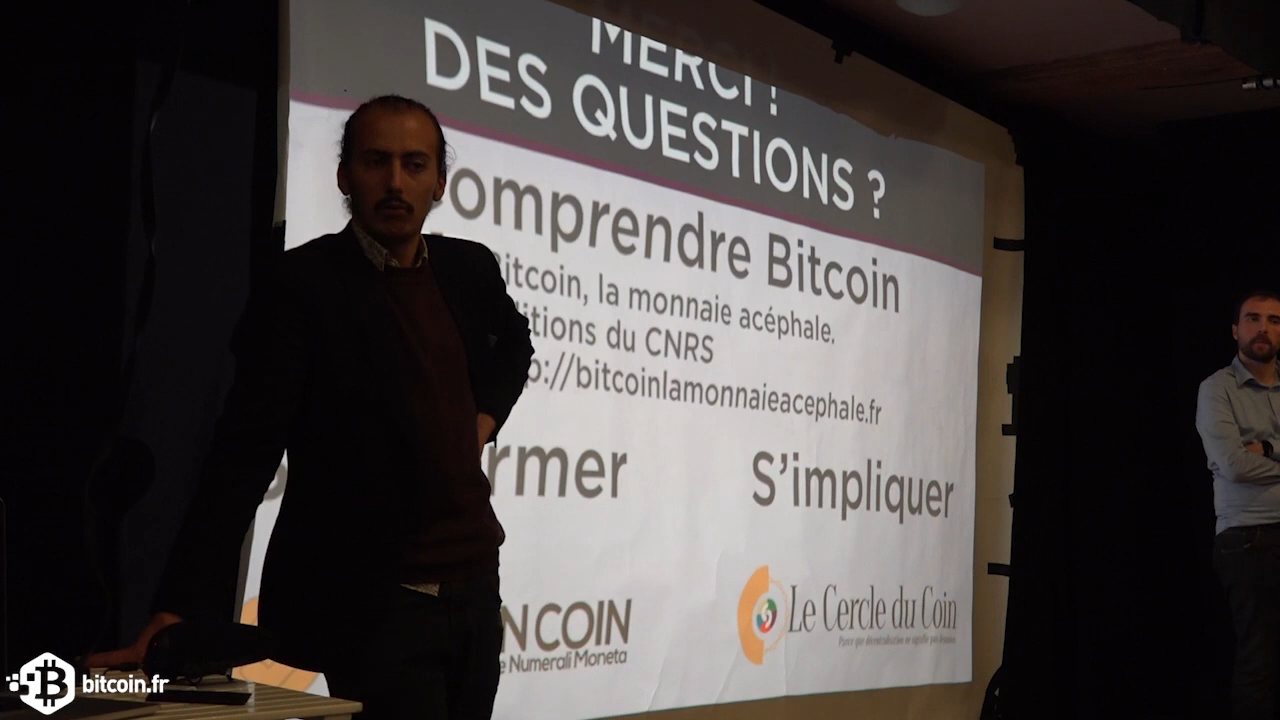 MERCI !
DES QUESTIONS ?
omprendre Bitcoin
Bitcoin, la monnaie acéphale.
itions du CNRS
p://bitcoinlamonnaieacephale.fr
rmer
S'impliquer
N COIN
e Numerali Moneta
Le Cercle du Coin
bitcoin.fr